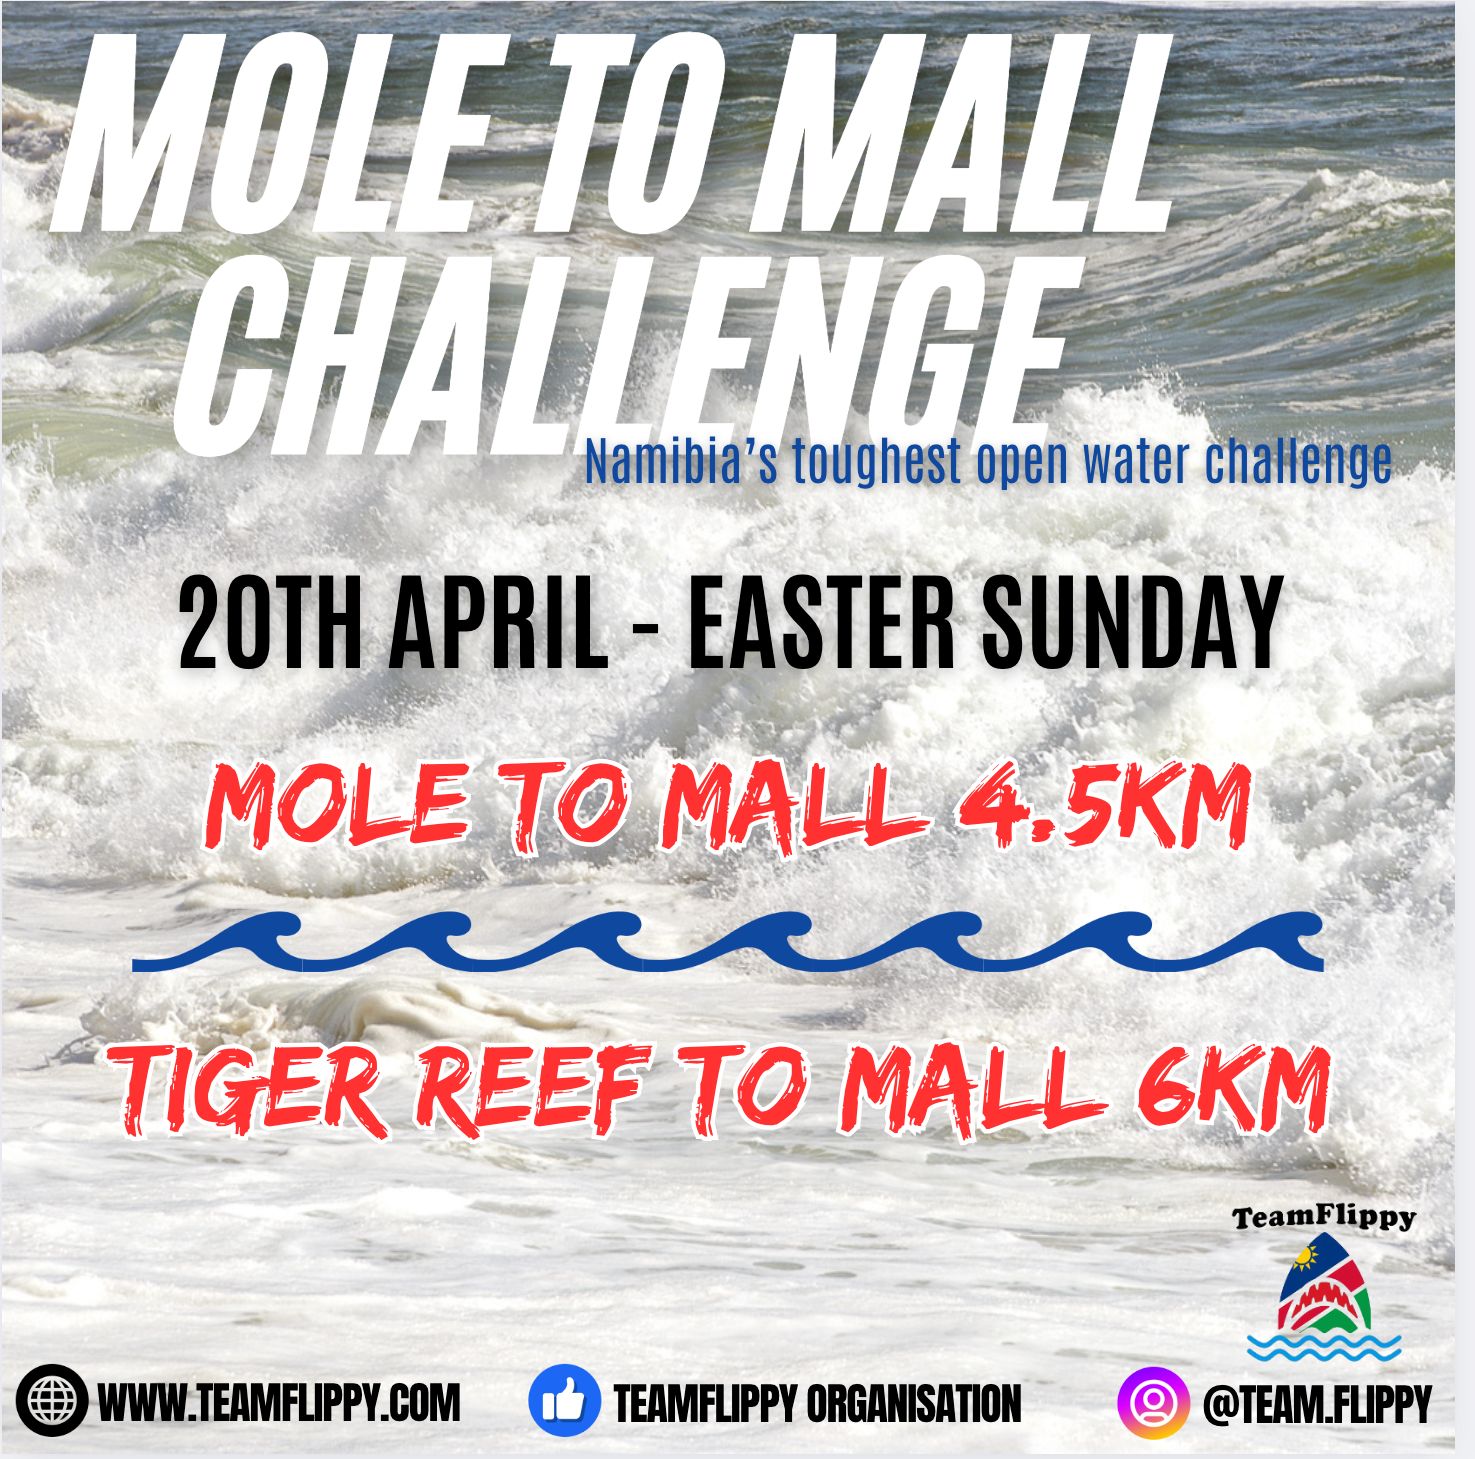 MOLE TO MALL
CHALLENGE
Namibia's toughest open water challenge
20TH APRIL - EASTER SUNDAY
MOLE TO MALL 4.5KM
TIGER REEF TO MALL 6KM
TeamFlippy
WWW.TEAMFLIPPY.COM
TEAMFLIPPY ORGANISATION
@TEAM.FLIPPY